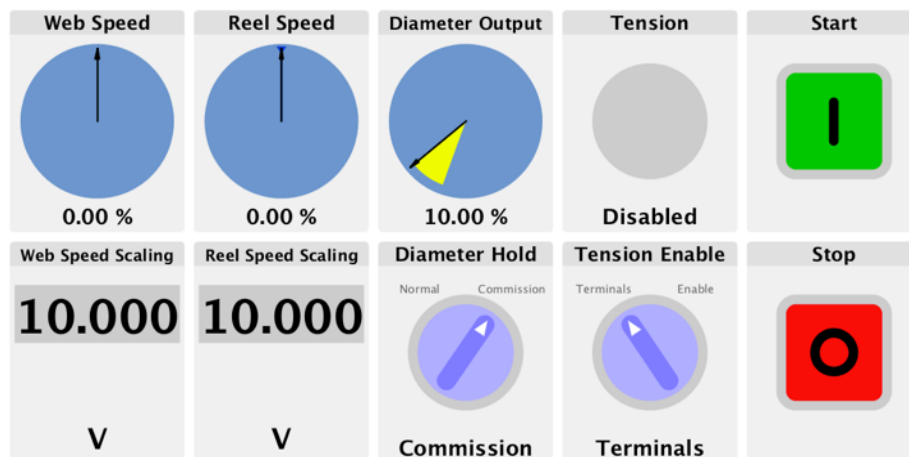 Web Speed
Reel Speed
Diameter Output
Tension
Start
0.00 %
0.00 %
10.00 %
Disabled
Web Speed Scaling
Reel Speed Scaling
Diameter Hold
Tension Enable
Stop
Normal
Commission
Terminals
Enable
10.000
10.000
V
V
Commission
Terminals